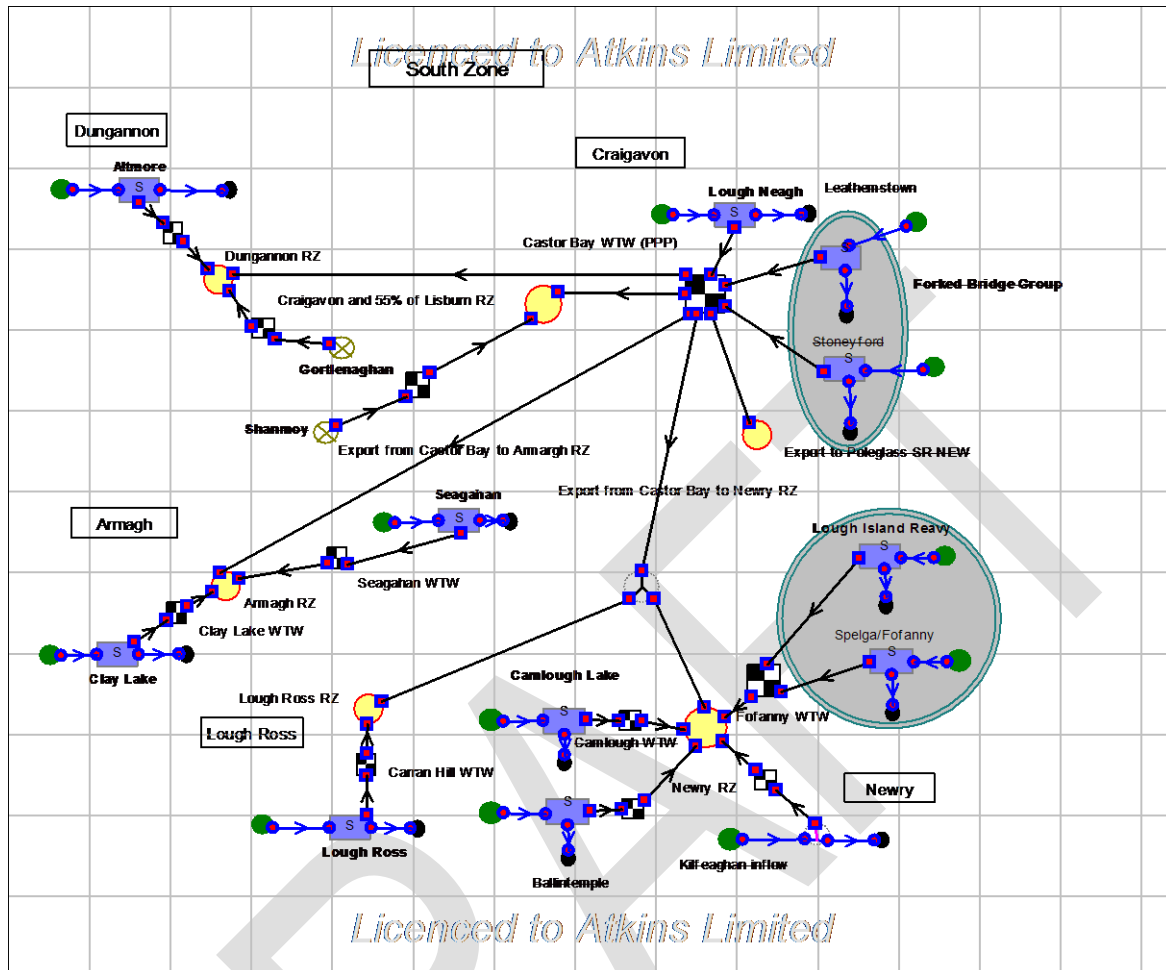 Licenced to Atkins Limited
South Zone
Dungannon
Altmore
S
Craigavon
Lough Neagh
S
Leathemstown
Castor Bay WTW (PPP)
Dungannon RZ
S
Forked Bridge Group
Craigavon and 55% of Lisburn RZ
Stoneyford
S
Gortlenaghan
Shanmoy
Export from Castor Bay to Armargh RZ
Export to Poleglass SR NEW
Export from Castor Bay to Newry RZ
Seagahan
S
Armagh
Lough Island Reavy
S
Seagahan WTW
Armagh RZ
Clay Lake WTW
Spelga/Fofanny
S
S
Clay Lake
Camlough Lake
Lough Ross RZ
S
Fofanny WTW
Lough Ross
Camlough WTW
Carran Hill WTW
Newry RZ
Newry
S
S
Lough Ross
Kilfeaghan inflow
Ballintemple
Licenced to Atkins Limited
DRAFT